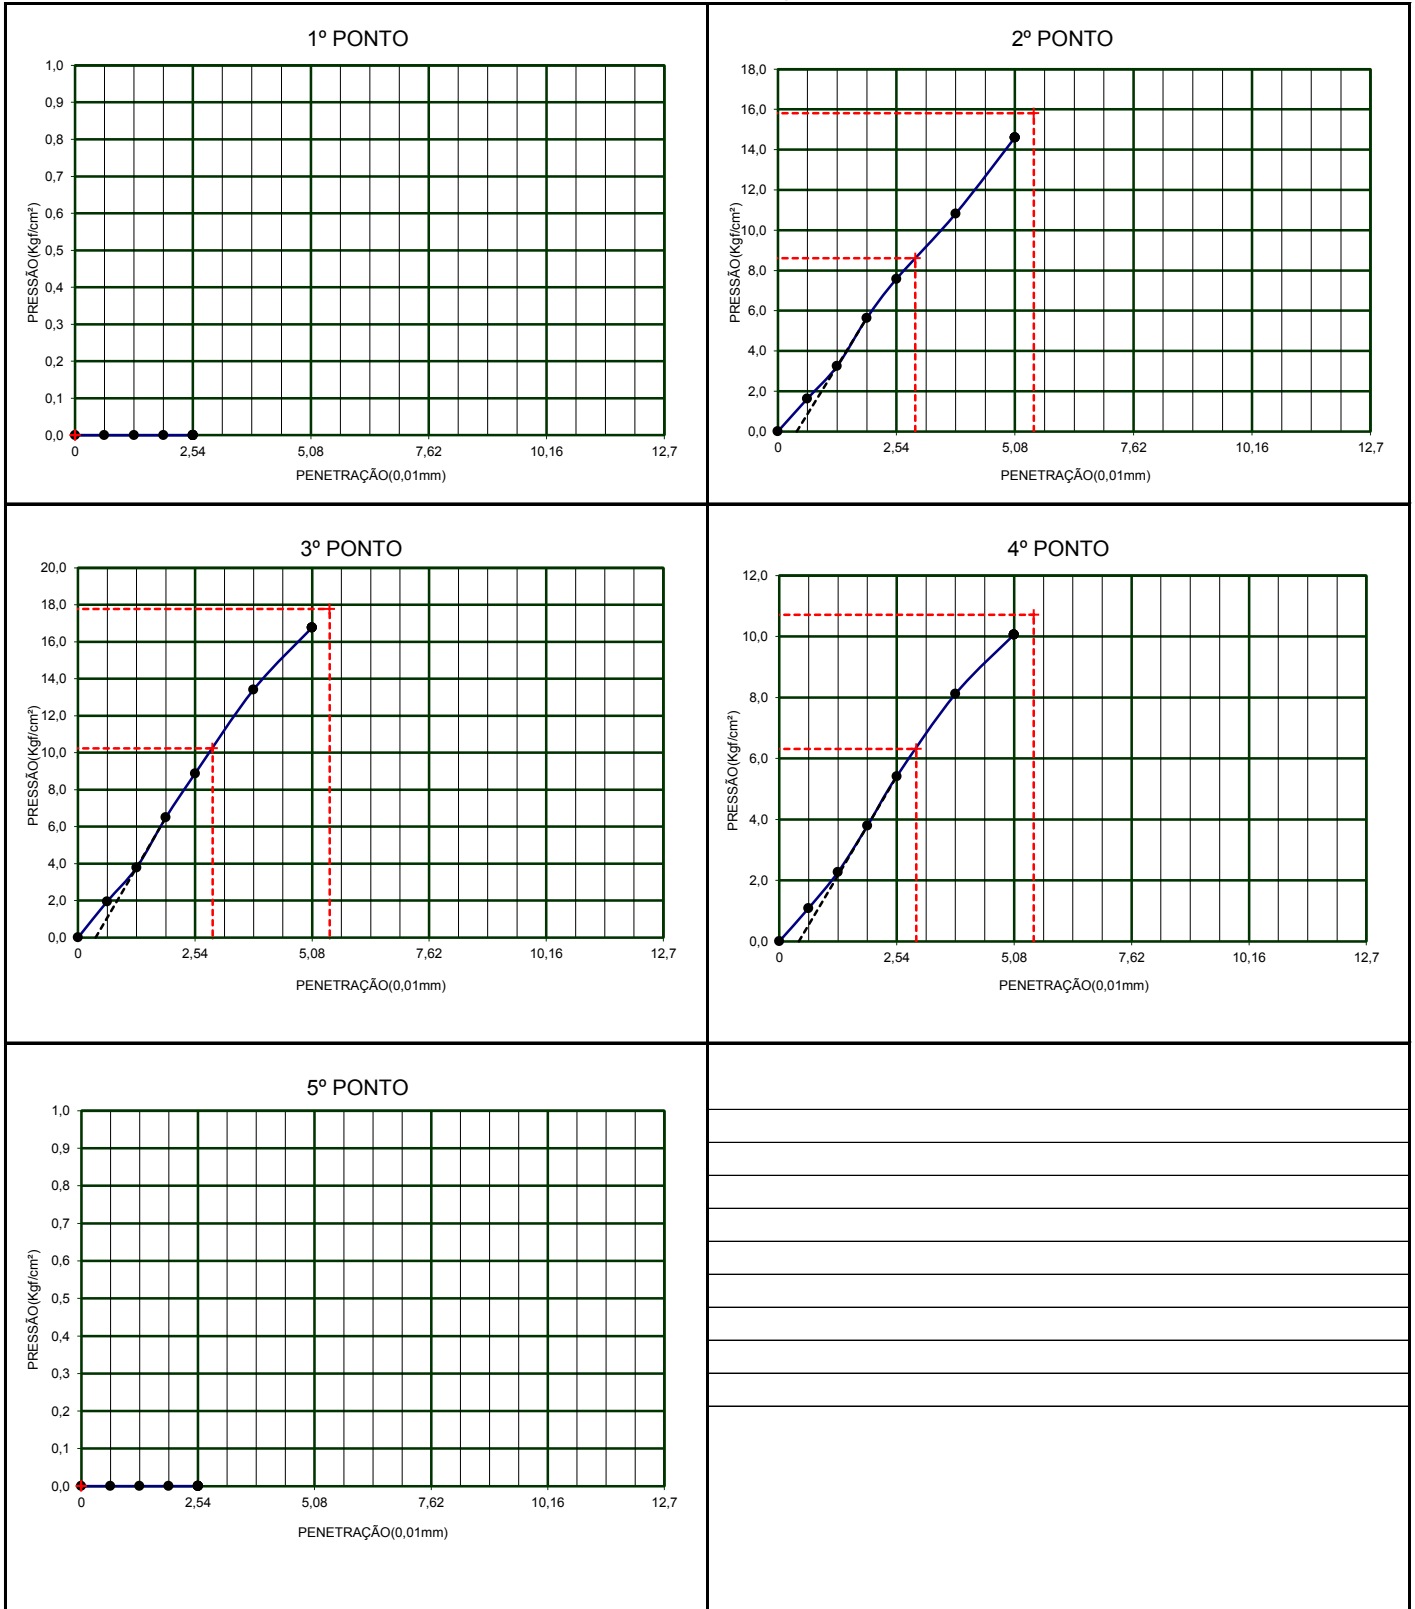 1º PONTO
1,0
0,9
0,8
0,7
0,6
0,5
0,4
0,3
0,2
0,1
0,0
PRESSÃO(Kgf/cm²)
0 2,54 5,08 7,62 10,16 12,7
PENETRAÇÃO(0,01mm)
2º PONTO
18,0
16,0
14,0
12,0
10,0
8,0
6,0
4,0
2,0
0,0
PRESSÃO(Kgf/cm²)
0 2,54 5,08 7,62 10,16 12,7
PENETRAÇÃO(0,01mm)
3º PONTO
20,0
18,0
16,0
14,0
12,0
10,0
8,0
6,0
4,0
2,0
0,0
PRESSÃO(Kgf/cm²)
0 2,54 5,08 7,62 10,16 12,7
PENETRAÇÃO(0,01mm)
4º PONTO
12,0
10,0
8,0
6,0
4,0
2,0
0,0
PRESSÃO(Kgf/cm²)
0 2,54 5,08 7,62 10,16 12,7
PENETRAÇÃO(0,01mm)
5º PONTO
1,0
0,9
0,8
0,7
0,6
0,5
0,4
0,3
0,2
0,1
0,0
PRESSÃO(Kgf/cm²)
0 2,54 5,08 7,62 10,16 12,7
PENETRAÇÃO(0,01mm)